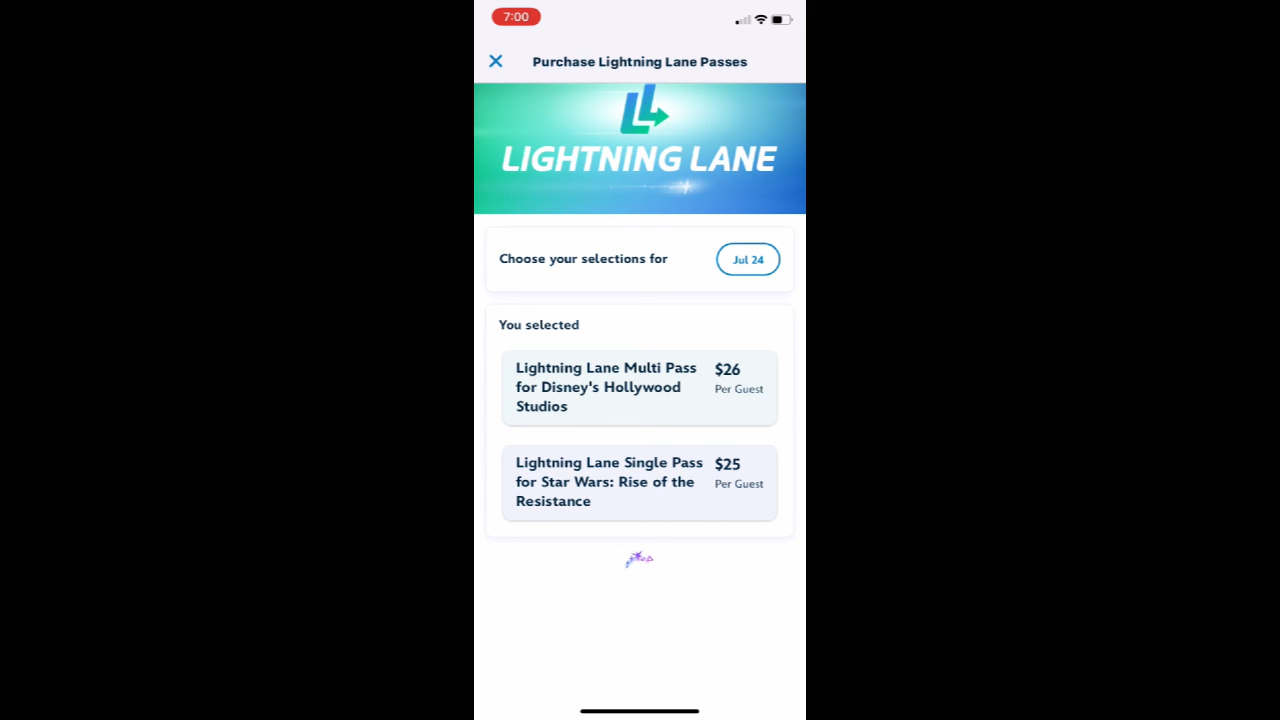 7:00
Purchase Lightning Lane Passes
LIGHTNING LANE
Choose your selections for
Jul 24
You selected
Lightning Lane Multi Pass
for Disney's Hollywood
Studios
$26
Per Guest
Lightning Lane Single Pass
for Star Wars: Rise of the
Resistance
$25
Per Guest